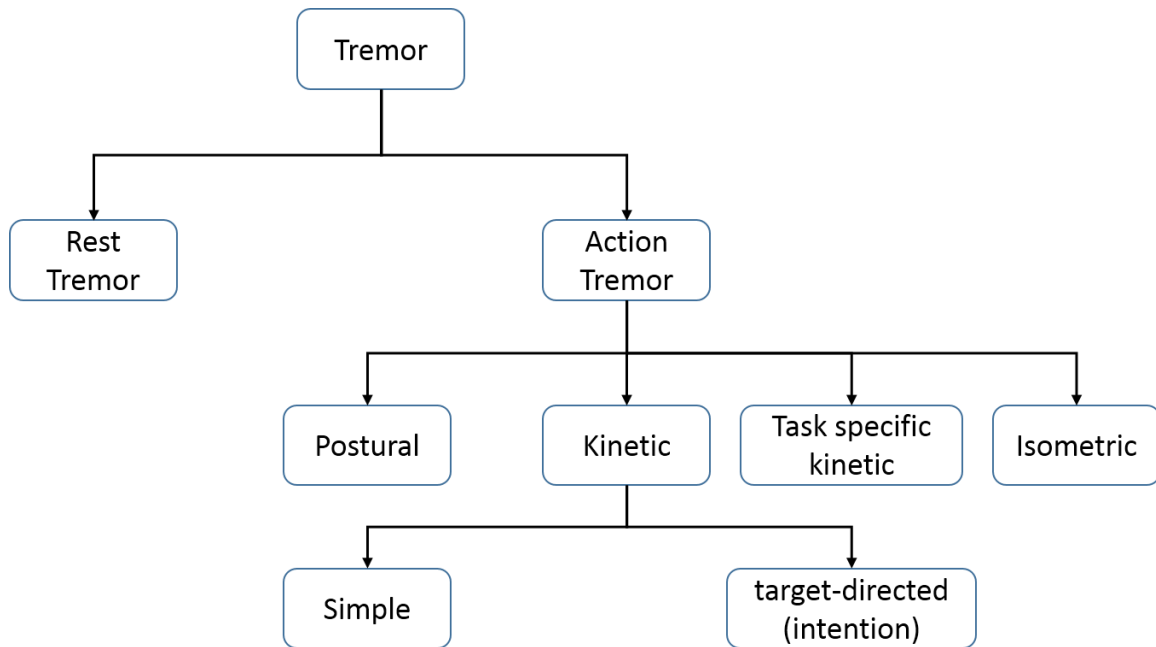 Tremor
Rest
Tremor
Action
Tremor
Postural
Kinetic
Task specific
kinetic
Isometric
Simple
target-directed
(intention)